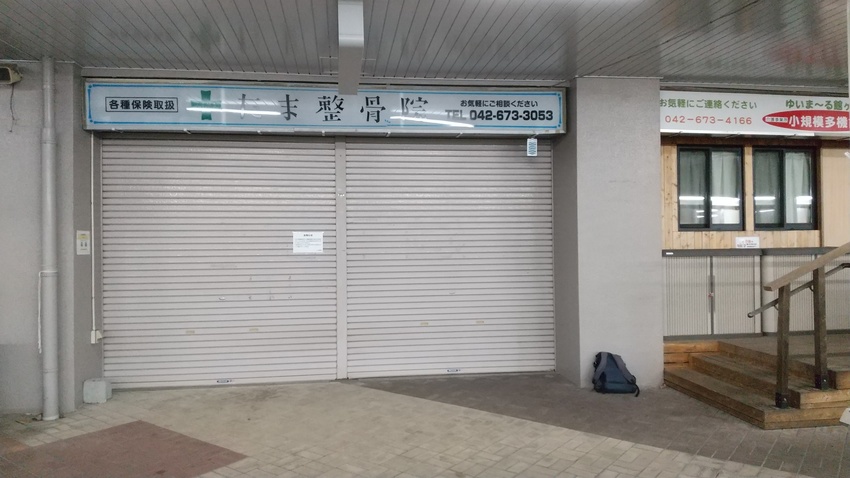 各種保険取扱
たま整骨院
お気軽にご相談ください
TEL 042-673-3053
お気軽にご連絡ください
042-673-4166
ゆいま～る館ヶ
小規模多機